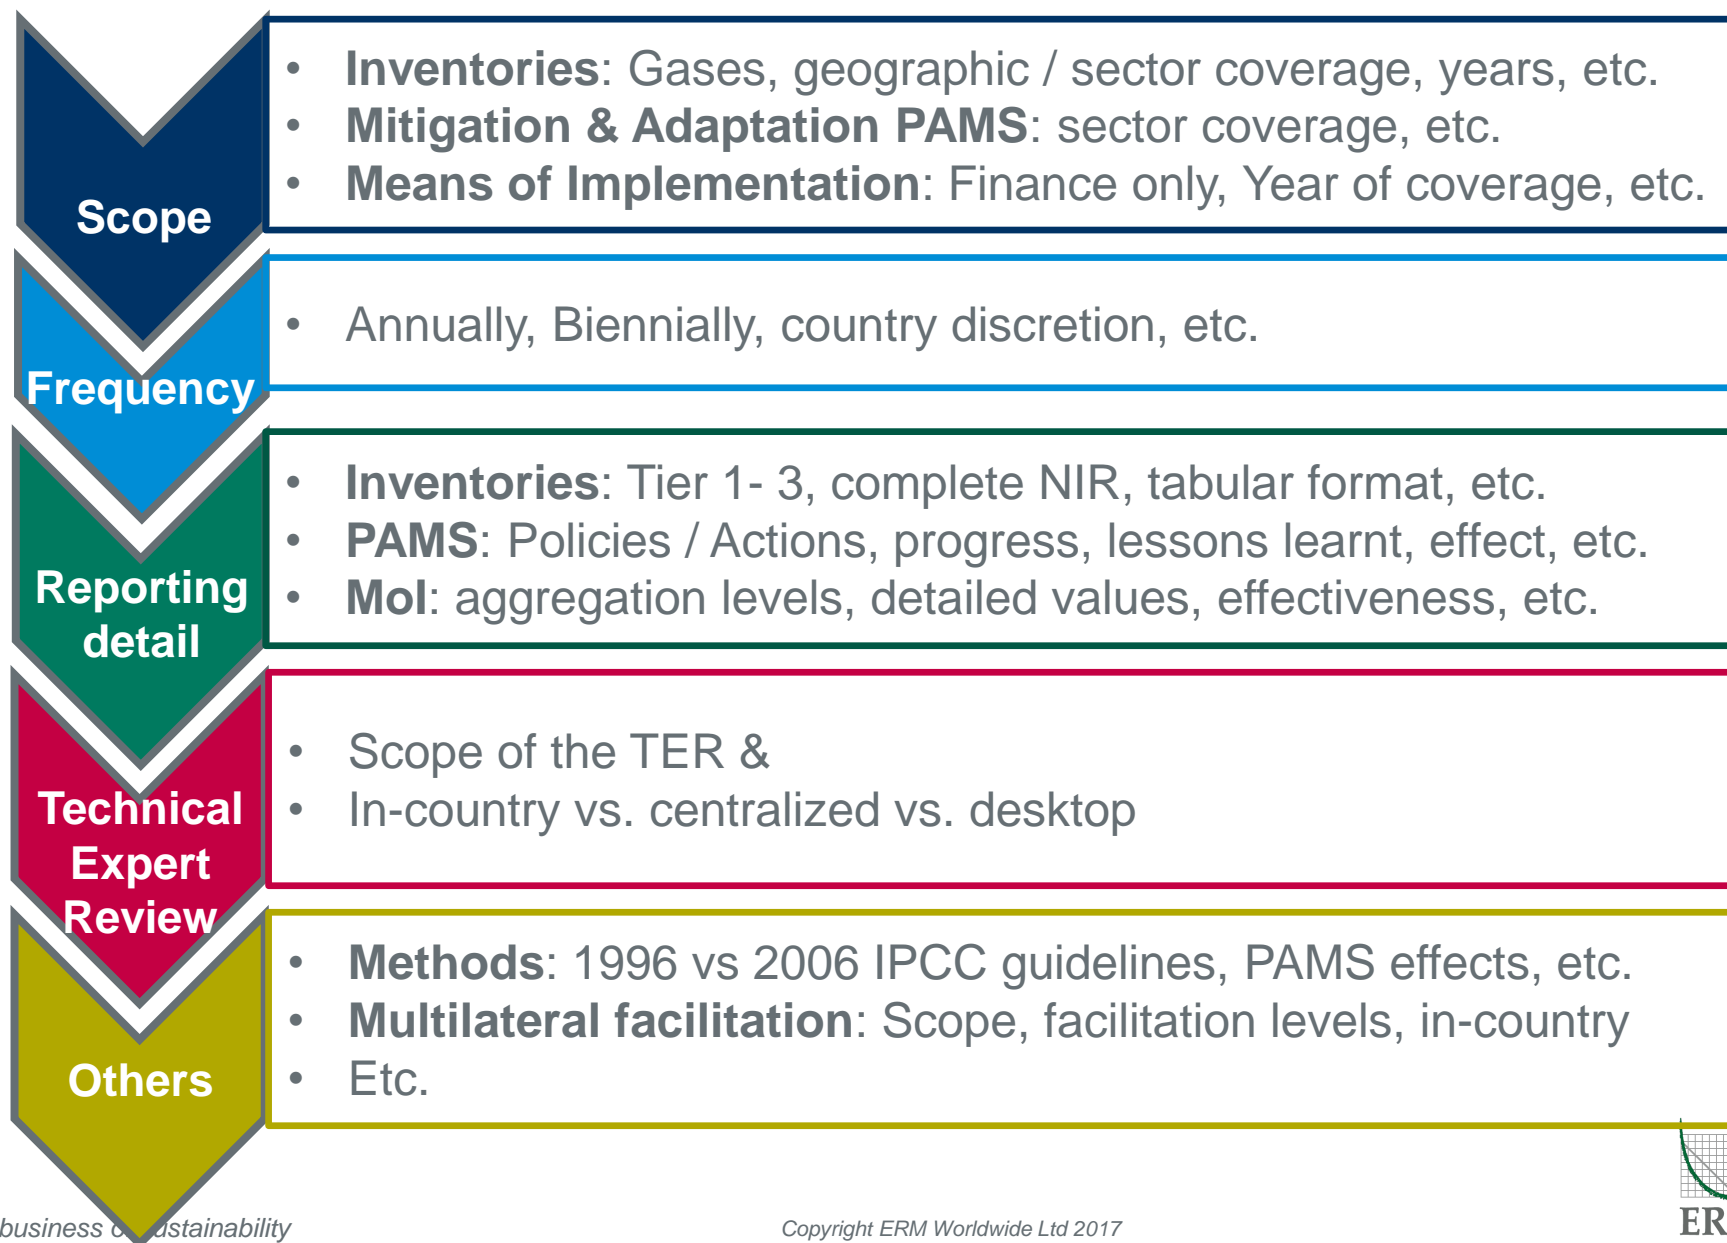 Scope
• Inventories: Gases, geographic / sector coverage, years, etc.
• Mitigation & Adaptation PAMS: sector coverage, etc.
• Means of Implementation: Finance only, Year of coverage, etc.
Frequency
• Annually, Biennially, country discretion, etc.
Reporting
detail
• Inventories: Tier 1- 3, complete NIR, tabular format, etc.
• PAMS: Policies / Actions, progress, lessons learnt, effect, etc.
• MoI: aggregation levels, detailed values, effectiveness, etc.
Technical
Expert
Review
• Scope of the TER &
• In-country vs. centralized vs. desktop
Others
• Methods: 1996 vs 2006 IPCC guidelines, PAMS effects, etc.
• Multilateral facilitation: Scope, facilitation levels, in-country
• Etc.
business
Copyright ERM Worldwide Ltd 2017